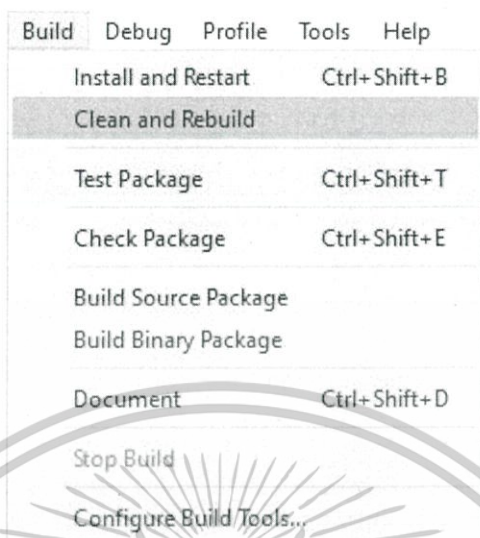 Build Debug Profile Tools Help
Install and Restart Ctrl+Shift+B
Clean and Rebuild
Test Package Ctrl+Shift+T
Check Package Ctrl+Shift+E
Build Source Package
Build Binary Package
Document Ctrl+Shift+D
Stop Build
Configure Build Tools...